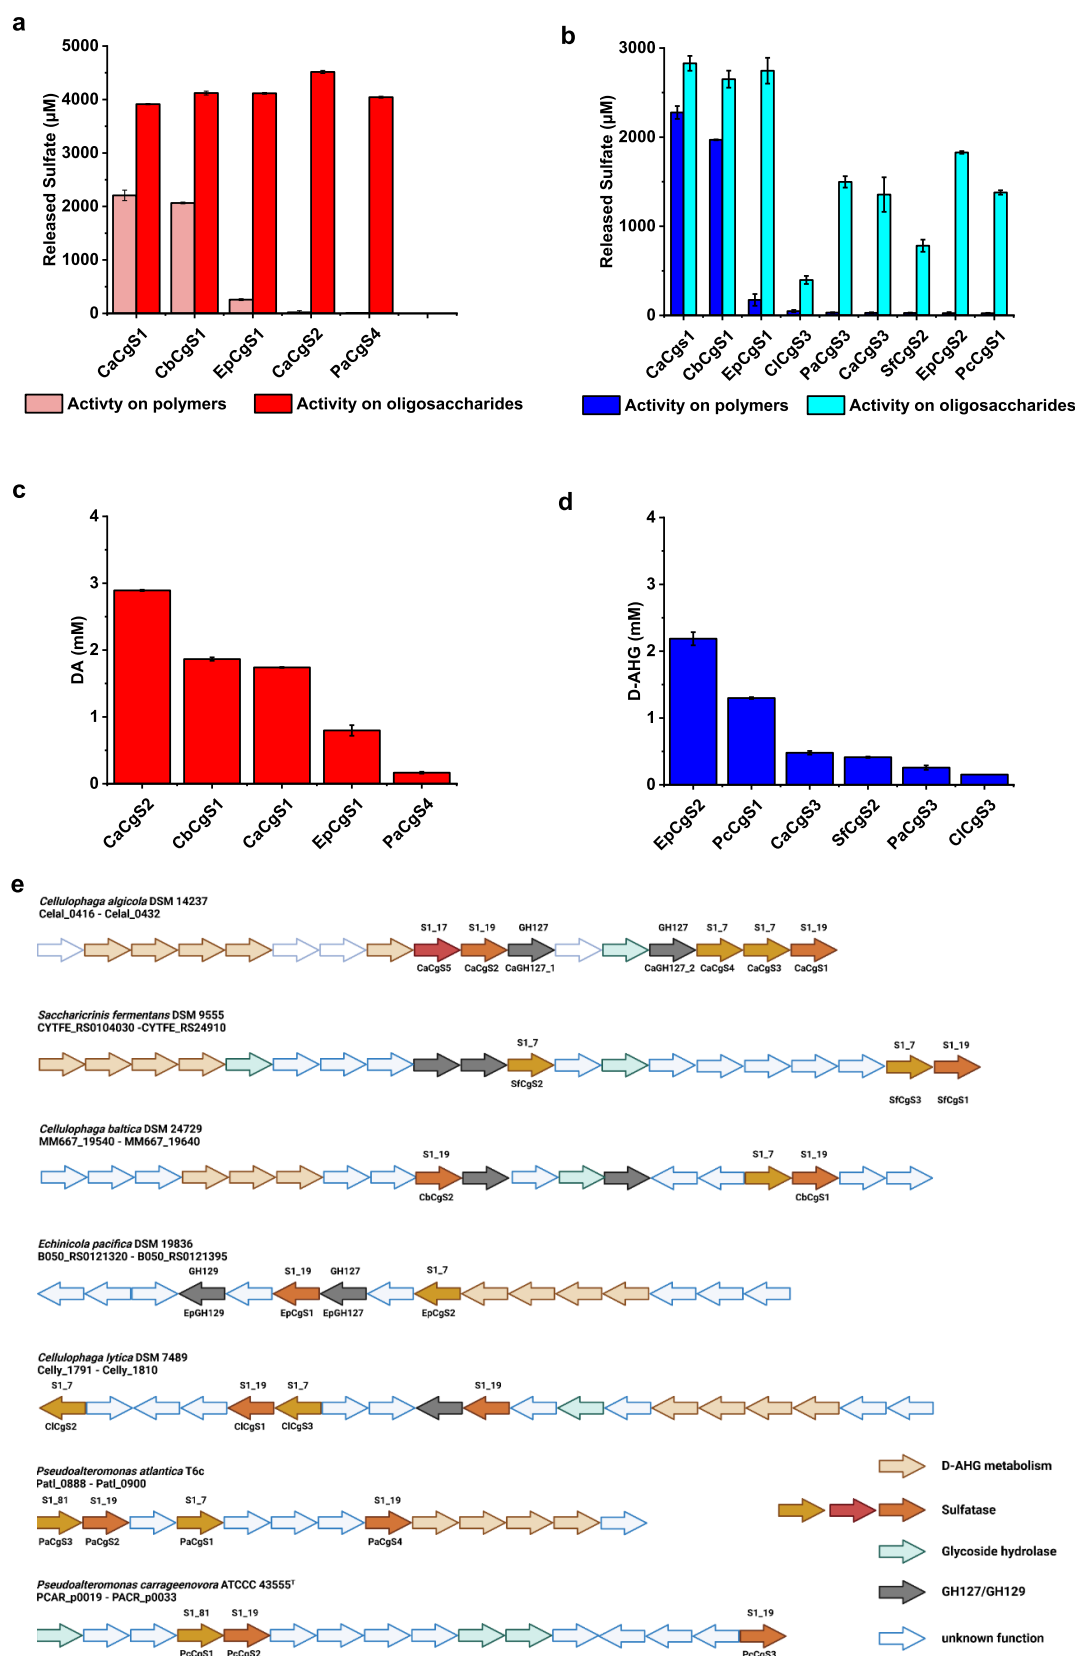 a
5000
4000
3000
2000
1000
0
Released Sulfate (µM)
CaCgS1
CbCgS1
EpCgS1
CaCgS2
PaCgS4
Activty on polymers
Activity on oligosaccharides
b
3000
2000
1000
0
Released Sulfate (µM)
CaCgs1
CbCgS1
EpCgS1
ClCgS3
PaCgS3
CaCgS3
SfCgS2
EpCgS2
PcCgS1
Activity on polymers
Activity on oligosaccharides
c
4
3
2
1
0
DA (mM)
CaCgS2
CbCgS1
CaCgS1
EpCgS1
PaCgS4
d
4
3
2
1
0
D-AHG (mM)
EpCgS2
PcCgS1
CaCgS3
SfCgS2
PaCgS3
ClCgS3
e
Cellulophaga algicola DSM 14237
Celal_0416 - Celal_0432
S1_17 S1_19 GH127 GH127 S1_7 S1_7 S1_19
CaCgS5 CaCgS2 CaGH127_1 CaGH127_2 CaCgS4 CaCgS3 CaCgS1
Saccharicrinis fermentans DSM 9555
CYTFE_RS0104030 -CYTFE_RS24910
S1_7 S1_7 S1_19
SfCgS2
SfCgS3 SfCgS1
Cellulophaga baltica DSM 24729
MM667_19540 - MM667_19640
S1_19 S1_7 S1_19
CbCgS2 CbCgS1
Echinicola pacifica DSM 19836
B050_RS0121320 - B050_RS0121395
GH129 S1_19 GH127 S1_7
EpGH129 EpCgS1 EpGH127 EpCgS2
Cellulophaga lytica DSM 7489
Celly_1791 - Celly_1810
S1_7 S1_19 S1_7 S1_19
ClCgS2 ClCgS1 ClCgS3
Pseudoalteromonas atlantica T6c
Patl_0888 - Patl_0900
S1_81 S1_19 S1_7 S1_19
PaCgS3 PaCgS2 PaCgS1 PaCgS4
Pseudoalteromonas carrageenovora ATCCC 43555ᵀ
PCAR_p0019 - PACR_p0033
S1_81 S1_19 S1_19
PcCgS1 PcCgS2 PcCgS3
D-AHG metabolism
Sulfatase
Glycoside hydrolase
GH127/GH129
unknown function